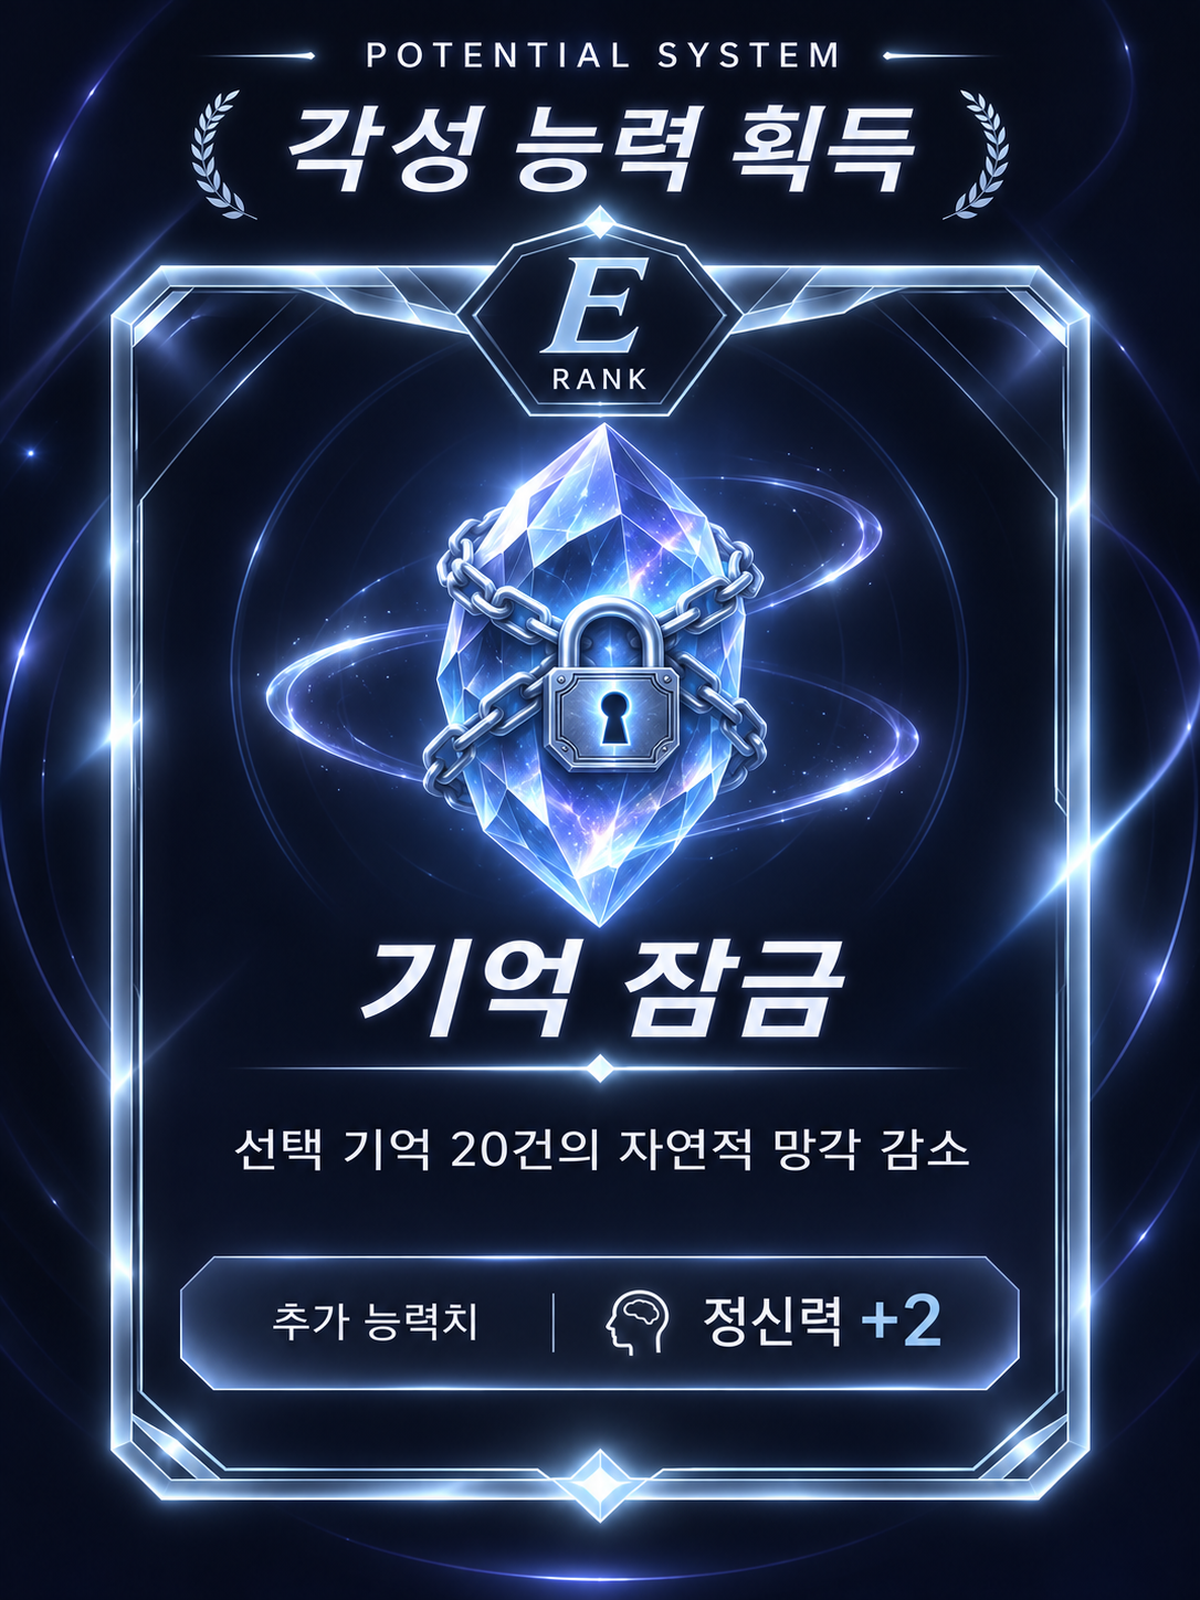 POTENTIAL SYSTEM
각성 능력 획득
E
RANK
기억 잠금
선택 기억 20건의 자연적 망각 감소
추가 능력치
정신력 +2